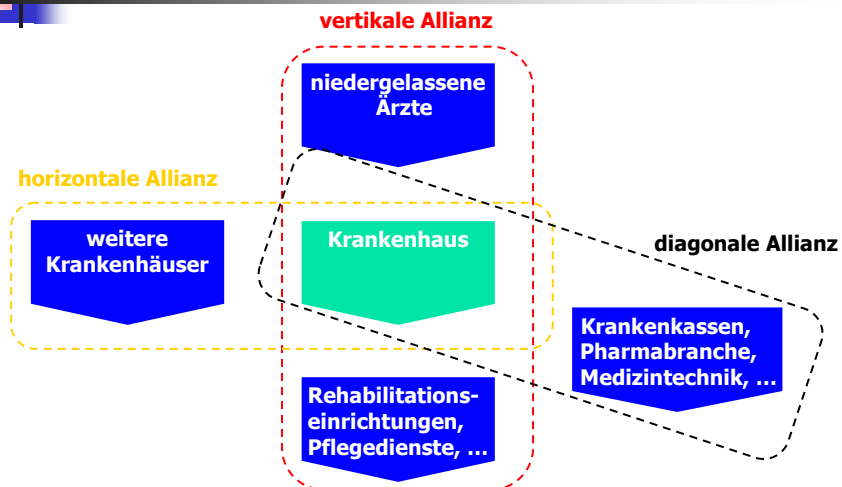 vertikale Allianz
niedergelassene
Ärzte
horizontale Allianz
weitere
Krankenhäuser
Krankenhaus
diagonale Allianz
Krankenkassen,
Pharmabranche,
Medizintechnik, ...
Rehabilitations-
einrichtungen,
Pflegedienste, ...